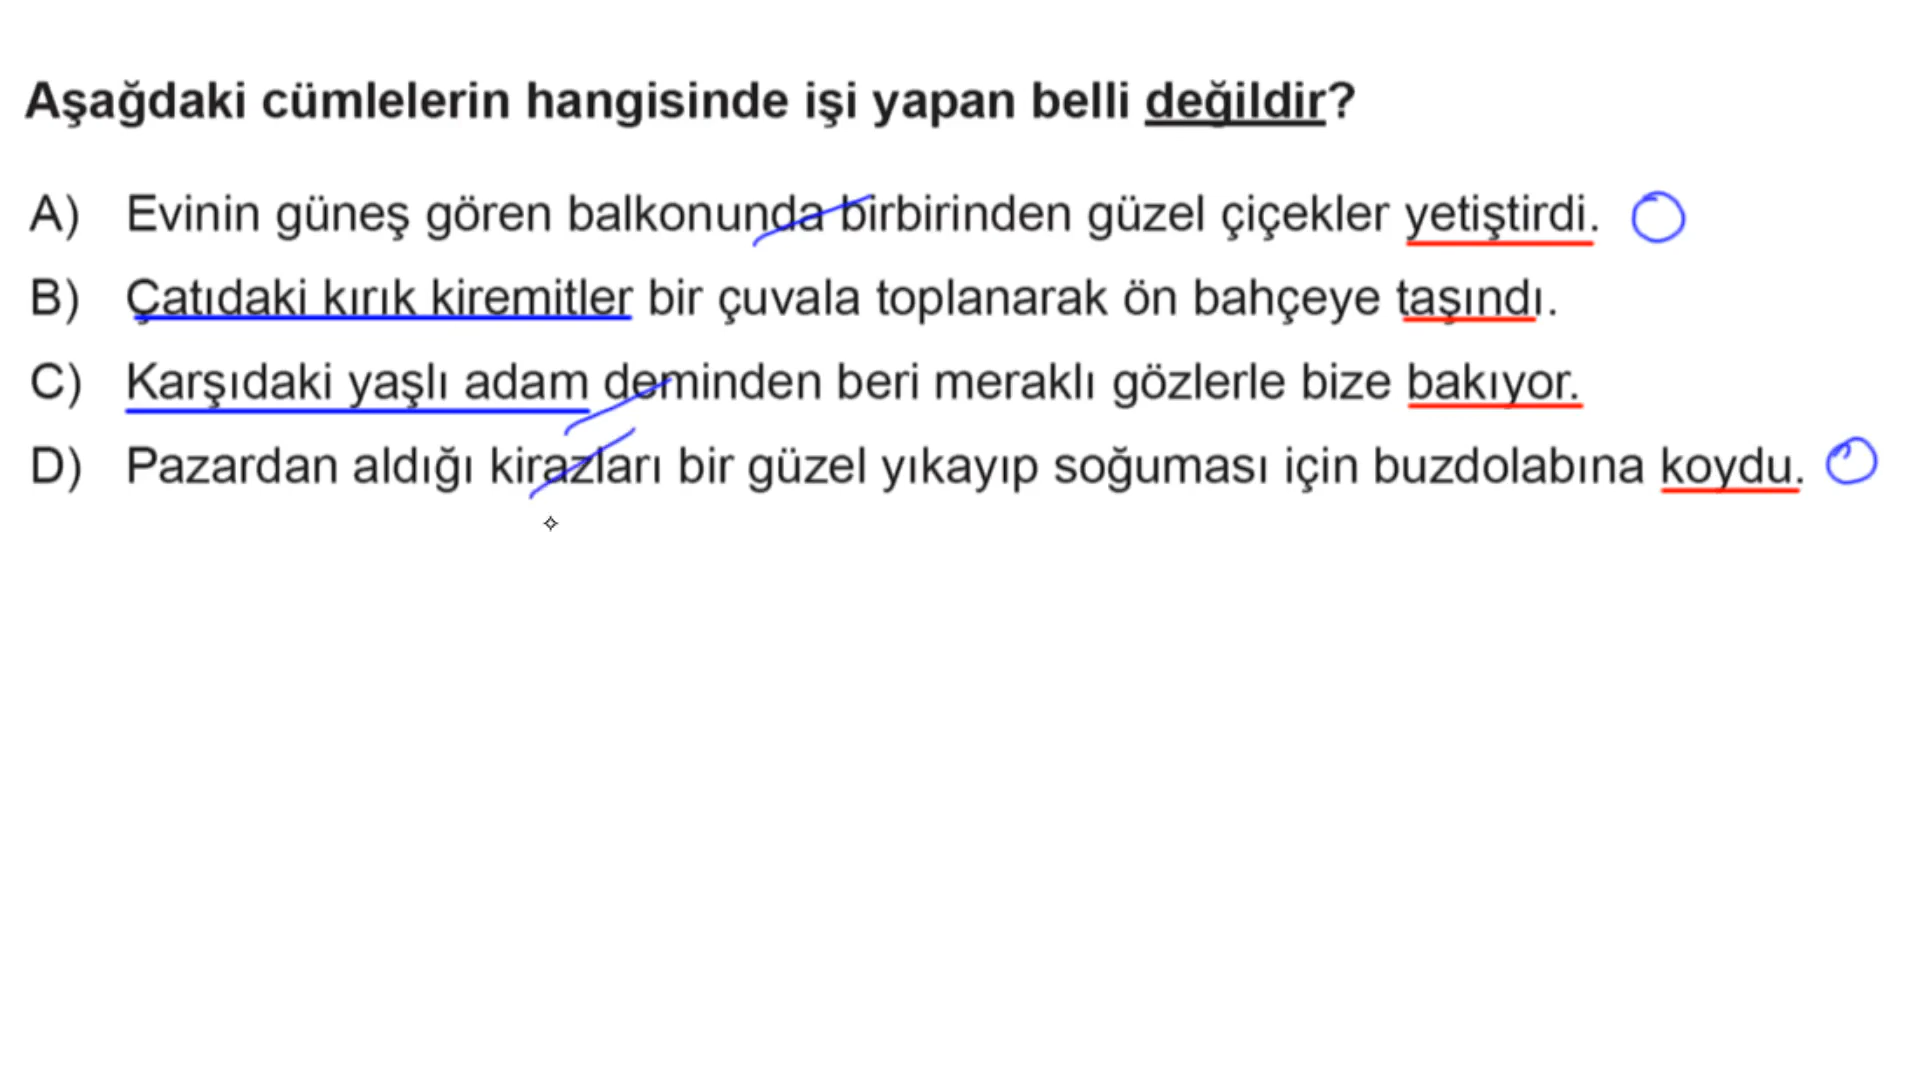 Aşağdaki cümlelerin hangisinde işi yapan belli değildir?
A) Evinin güneş gören balkonunda birbirinden güzel çiçekler yetiştirdi.
B) Çatıdaki kırık kiremitler bir çuvala toplanarak ön bahçeye taşındı.
C) Karşıdaki yaşlı adam deminden beri meraklı gözlerle bize bakıyor.
D) Pazardan aldığı kirazları bir güzel yıkayıp soğuması için buzdolabına koydu.